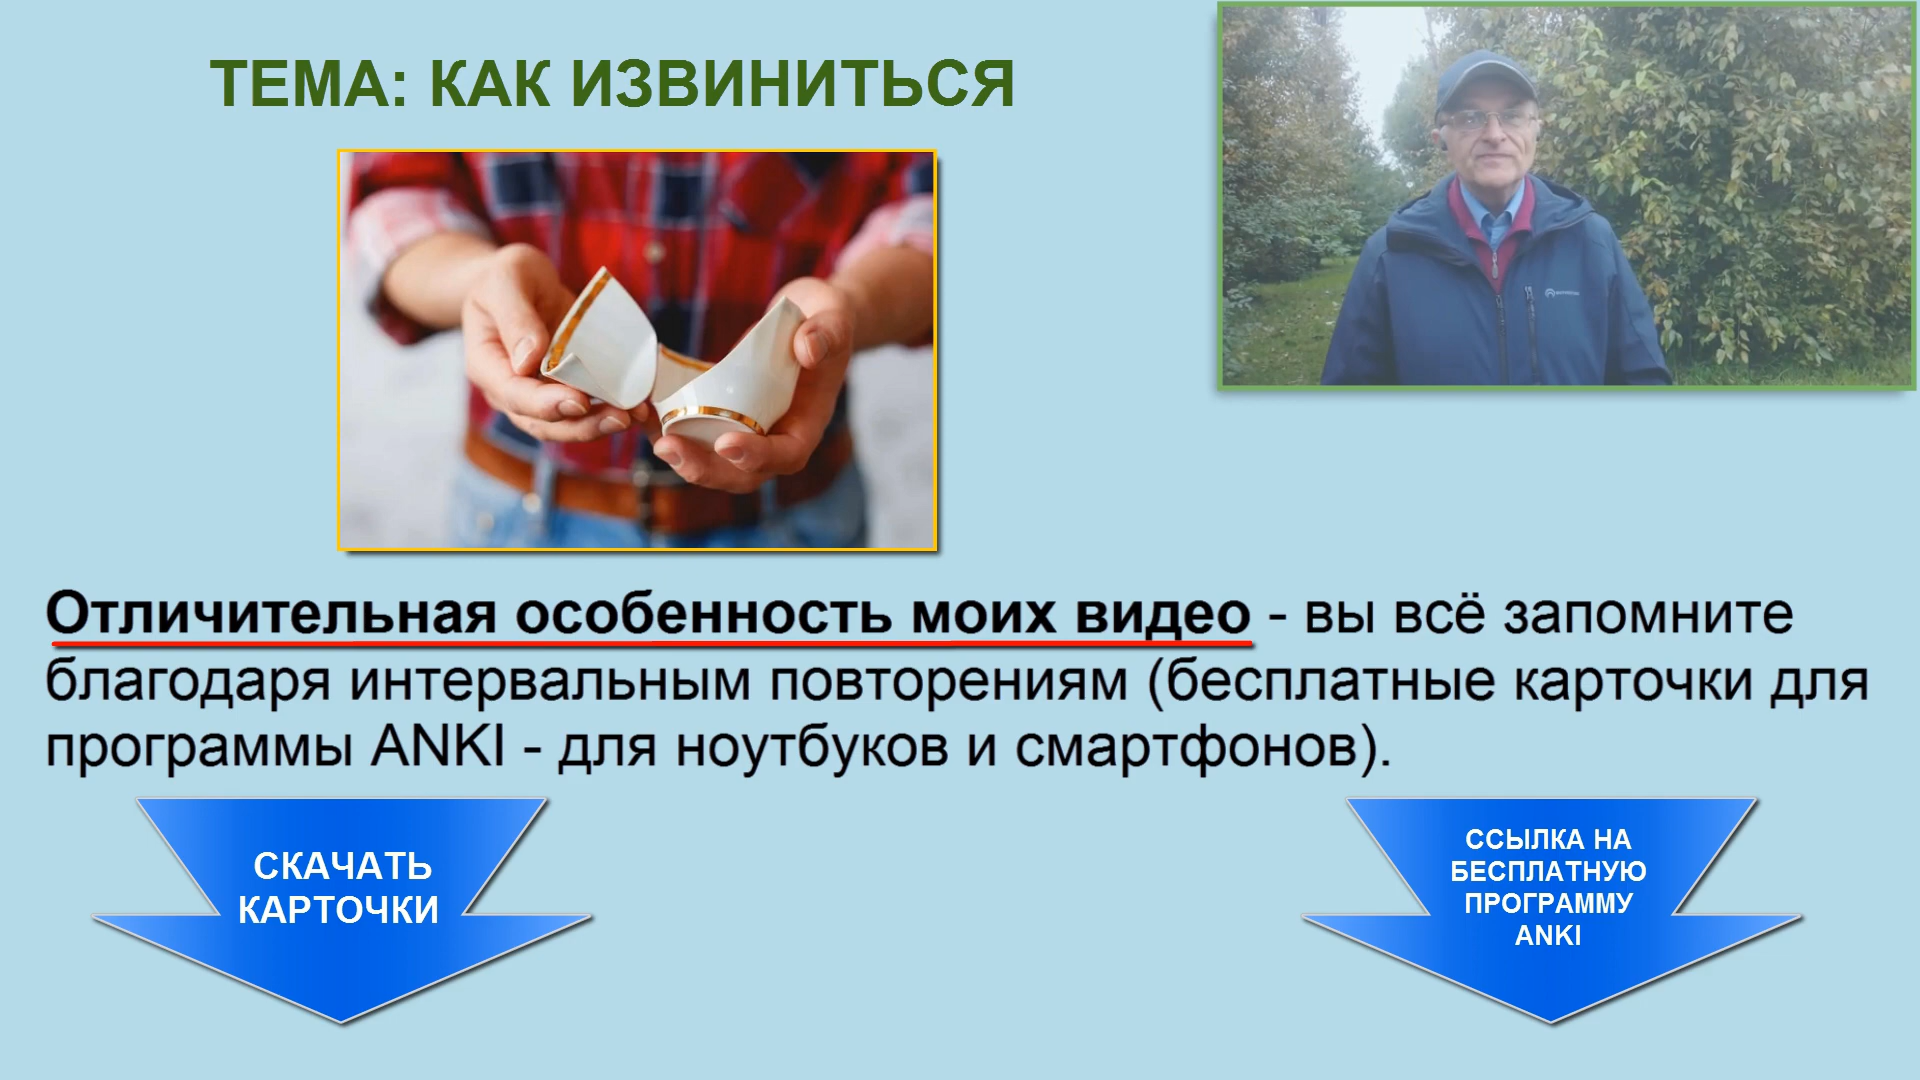 ТЕМА: КАК ИЗВИНИТЬСЯ
Отличительная особенность моих видео - вы всё запомните
благодаря интервальным повторениям (бесплатные карточки для
программы ANKI - для ноутбуков и смартфонов).
СКАЧАТЬ
КАРТОЧКИ
ССЫЛКА НА
БЕСПЛАТНУЮ
ПРОГРАММУ
ANKI